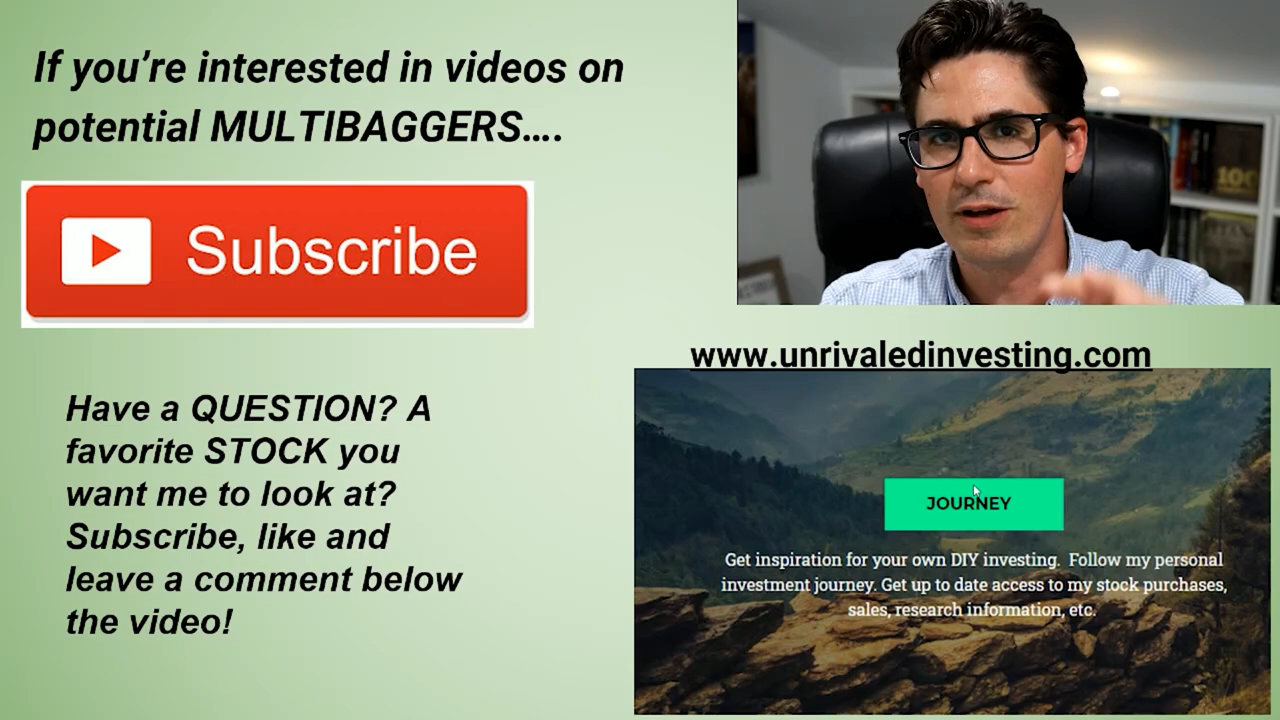 If you’re interested in videos on
potential MULTIBAGGERS….
Subscribe
Have a QUESTION? A
favorite STOCK you
want me to look at?
Subscribe, like and
leave a comment below
the video!
www.unrivaledinvesting.com
JOURNEY
Get inspiration for your own DIY investing. Follow my personal
investment journey. Get up to date access to my stock purchases,
sales, research information, etc.